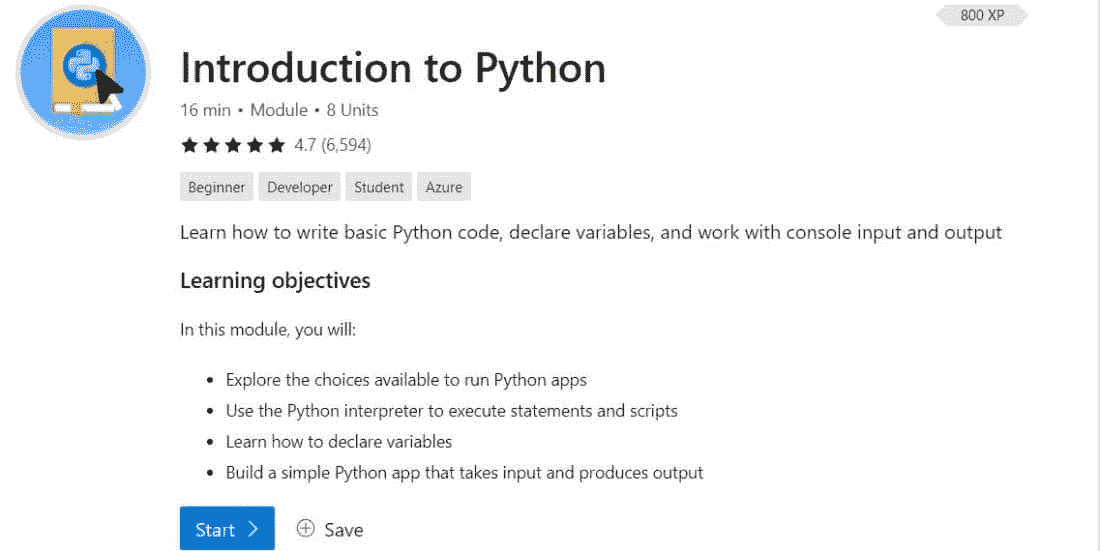 800 XP
Introduction to Python
16 min • Module • 8 Units
4.7 (6,594)
Beginner Developer Student Azure
Learn how to write basic Python code, declare variables, and work with console input and output
Learning objectives
In this module, you will:
• Explore the choices available to run Python apps
• Use the Python interpreter to execute statements and scripts
• Learn how to declare variables
• Build a simple Python app that takes input and produces output
Start Save